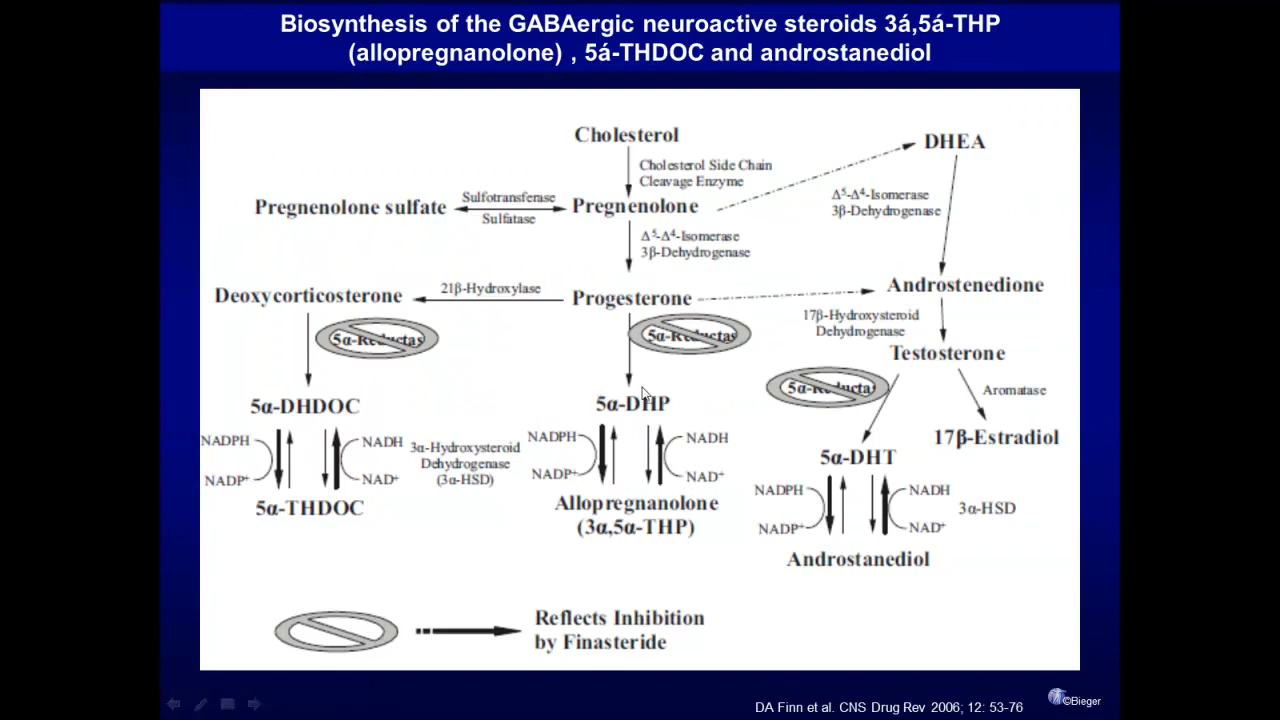 Biosynthesis of the GABAergic neuroactive steroids 3á,5á-THP
(allopregnanolone) , 5á-THDOC and androstanediol
Cholesterol
DHEA
Cholesterol Side Chain
Cleavage Enzyme
Δ⁵-Δ⁴-Isomerase
3β-Dehydrogenase
Pregnenolone sulfate
Sulfotransferase
Sulfatase
Pregnenolone
Δ⁵-Δ⁴-Isomerase
3β-Dehydrogenase
Deoxycorticosterone
21β-Hydroxylase
Progesterone
Androstenedione
5α-Reductas
5α-Reductas
17β-Hydroxysteroid
Dehydrogenase
Testosterone
5α-Reductas
Aromatase
5α-DHDOC
5α-DHP
17β-Estradiol
NADPH
NADP⁺
NADH
NAD⁺
3α-Hydroxysteroid
Dehydrogenase
(3α-HSD)
NADPH
NADP⁺
NADH
NAD⁺
5α-DHT
5α-THDOC
Allopregnanolone
(3α,5α-THP)
NADPH
NADP⁺
NADH
NAD⁺
3α-HSD
Androstanediol
Reflects Inhibition
by Finasteride
DA Finn et al. CNS Drug Rev 2006; 12: 53-76
©Bieger